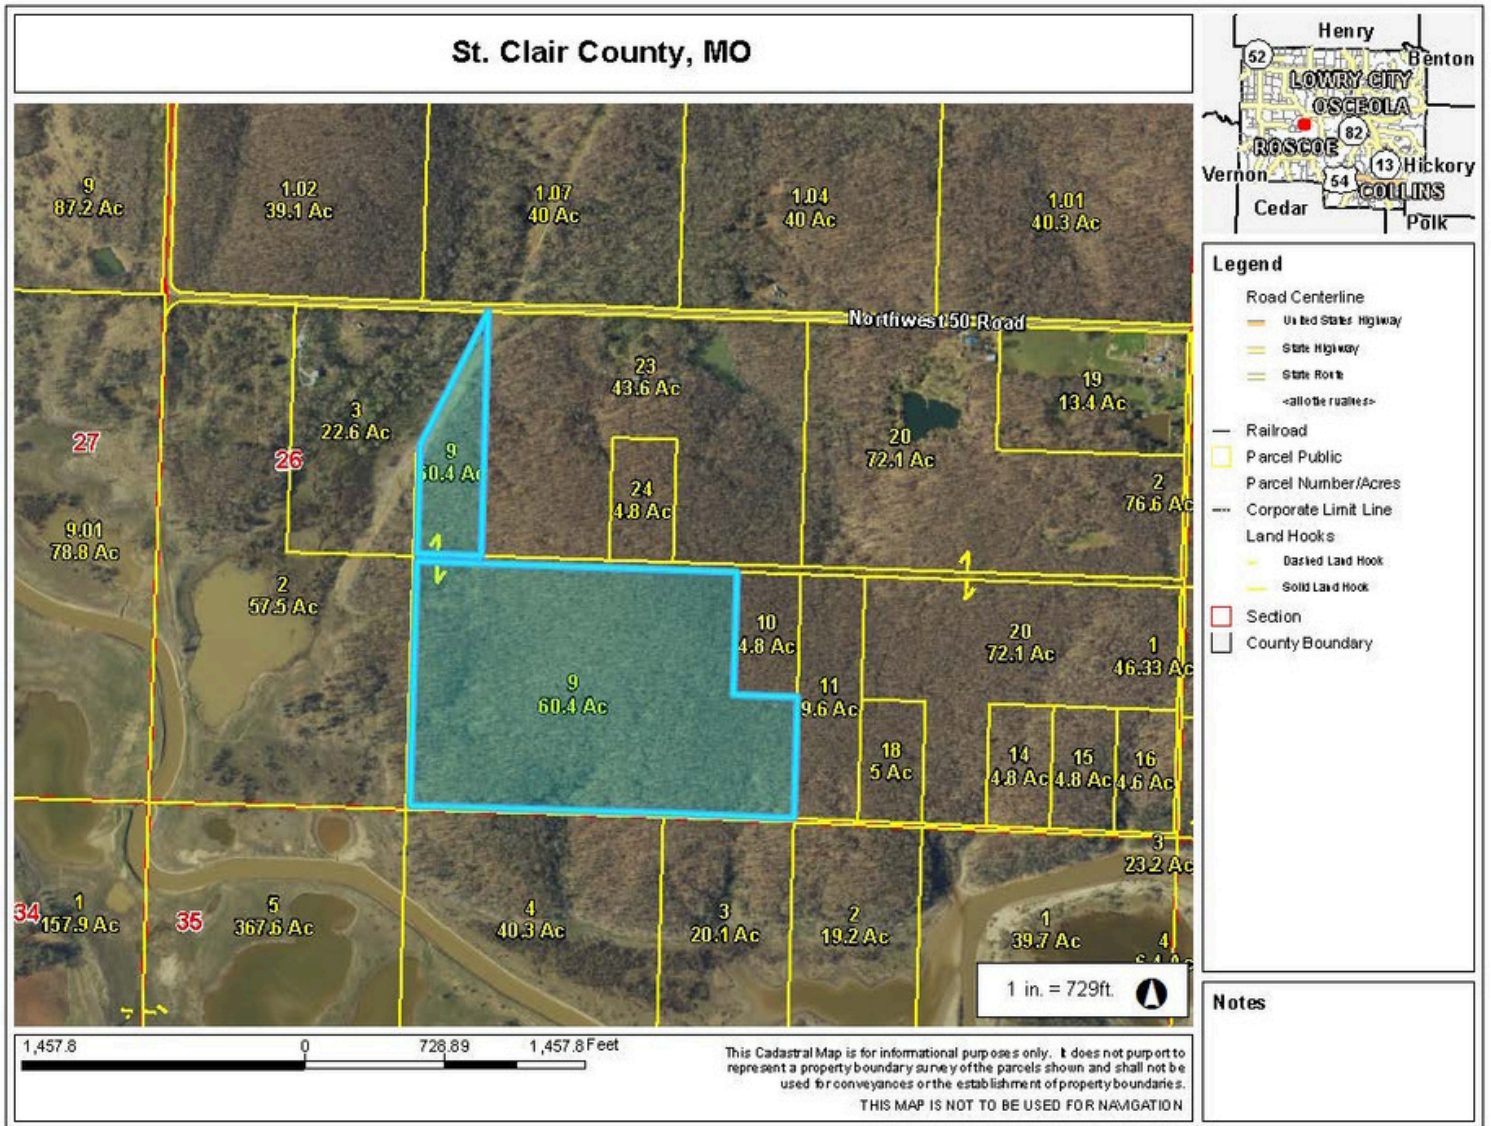 St. Clair County, MO
Henry
52
Benton
LOWRY CITY
OSCEOLA
82
ROSCOE
13
Hickory
Vernon
54
COLLINS
Cedar
Polk
9
87.2 Ac
1.02
39.1 Ac
1.07
40 Ac
1.04
40 Ac
1.01
40.3 Ac
Northwest 50 Road
23
43.6 Ac
19
13.4 Ac
3
22.6 Ac
27
26
9
60.4 Ac
20
72.1 Ac
24
4.8 Ac
2
76.6 Ac
9.01
78.8 Ac
2
57.5 Ac
10
4.8 Ac
20
72.1 Ac
1
46.33 Ac
9
60.4 Ac
11
9.6 Ac
18
5 Ac
14
4.8 Ac
15
4.8 Ac
16
4.6 Ac
3
23.2 Ac
34
1
157.9 Ac
35
5
367.6 Ac
4
40.3 Ac
3
20.1 Ac
2
19.2 Ac
1
39.7 Ac
4
1 in. = 729ft.
Legend
Road Centerline
United States Highway
State Highway
State Route
<all other values>
Railroad
Parcel Public
Parcel Number/Acres
Corporate Limit Line
Land Hooks
Dashed Land Hook
Solid Land Hook
Section
County Boundary
Notes
1,457.8 0 728.89 1,457.8 Feet
This Cadastral Map is for informational purposes only. It does not purport to
represent a property boundary survey of the parcels shown and shall not be
used for conveyances or the establishment of property boundaries.
THIS MAP IS NOT TO BE USED FOR NAVIGATION